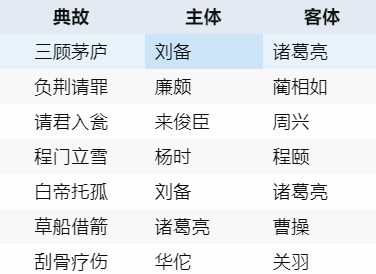 典故 主体 客体
三顾茅庐 刘备 诸葛亮
负荆请罪 廉颇 蔺相如
请君入瓮 来俊臣 周兴
程门立雪 杨时 程颐
白帝托孤 刘备 诸葛亮
草船借箭 诸葛亮 曹操
刮骨疗伤 华佗 关羽